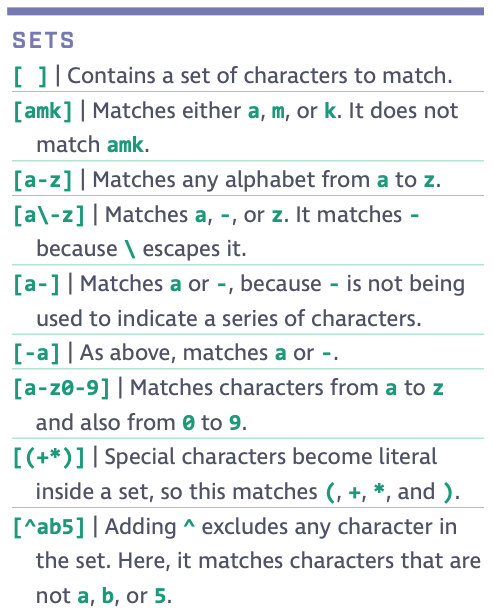 SETS
[ ] | Contains a set of characters to match.
[amk] | Matches either a, m, or k. It does not
match amk.
[a-z] | Matches any alphabet from a to z.
[a\-z] | Matches a, -, or z. It matches -
because \ escapes it.
[a-] | Matches a or -, because - is not being
used to indicate a series of characters.
[-a] | As above, matches a or -.
[a-z0-9] | Matches characters from a to z
and also from 0 to 9.
[(+*)] | Special characters become literal
inside a set, so this matches (, +, *, and ).
[^ab5] | Adding ^ excludes any character in
the set. Here, it matches characters that are
not a, b, or 5.